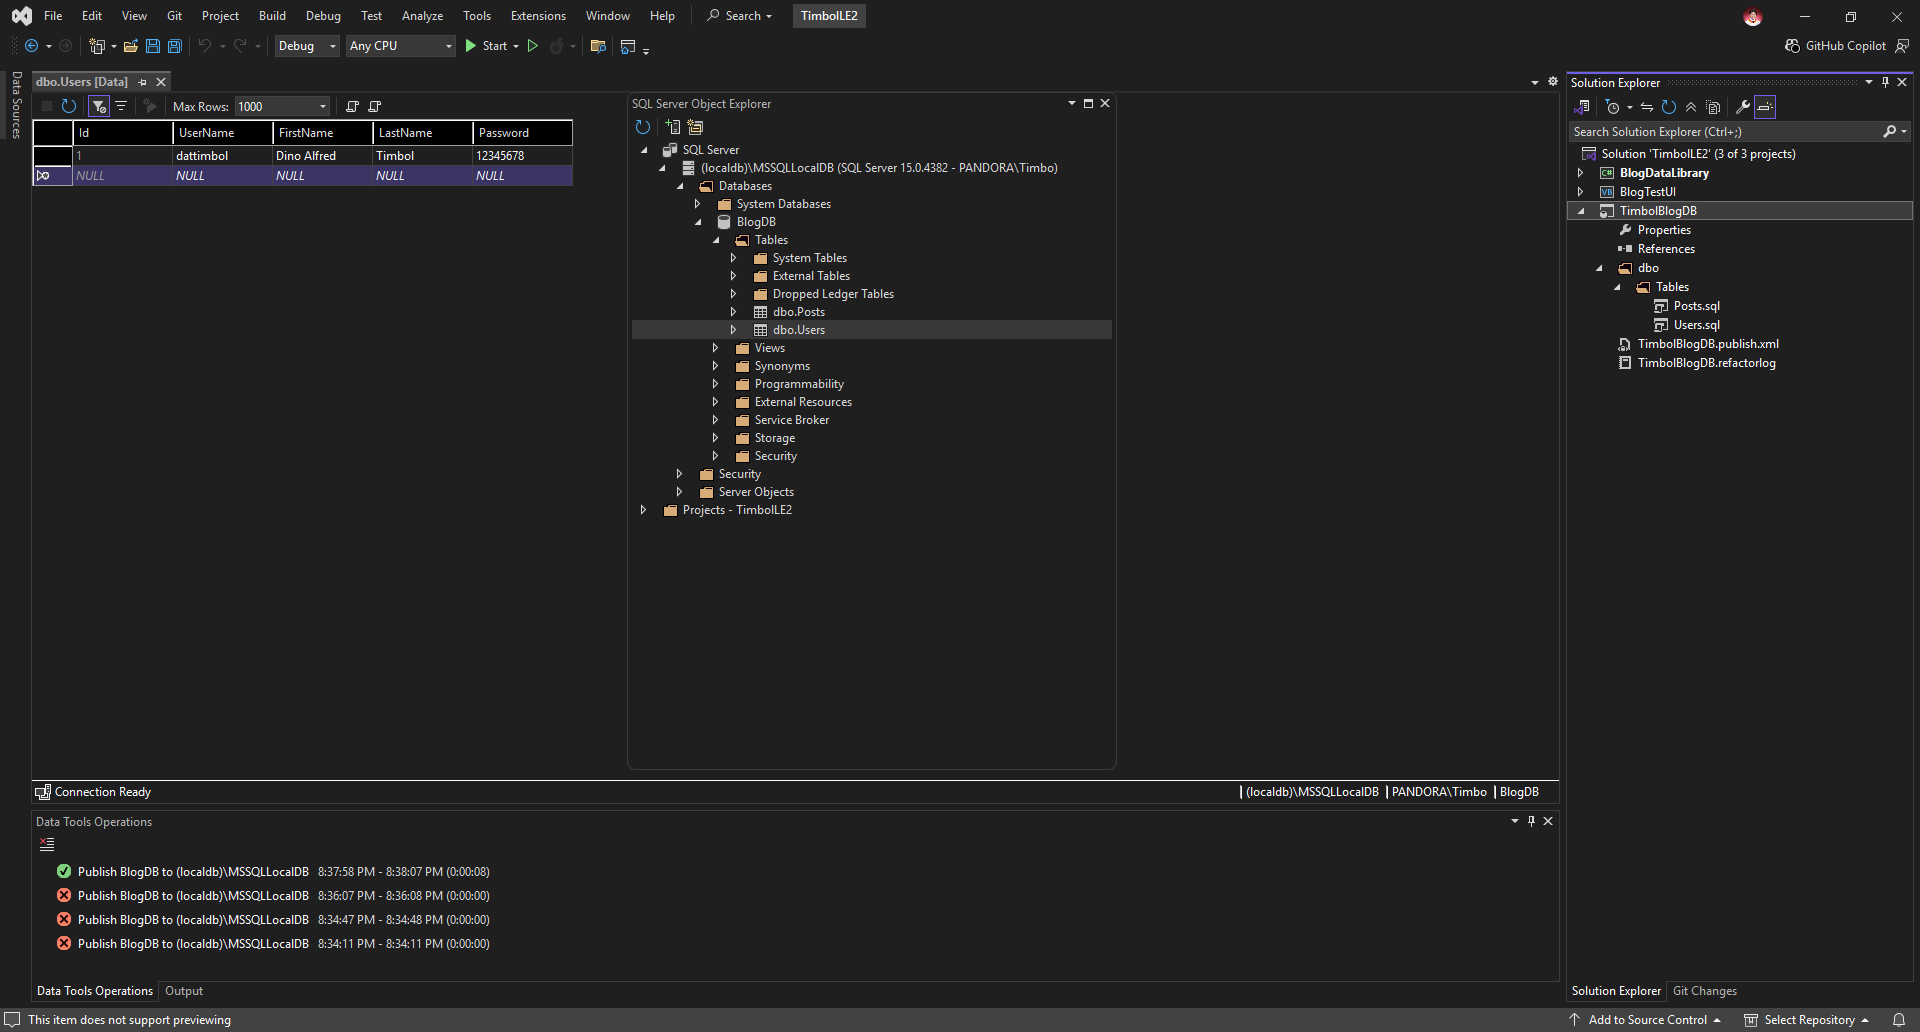 File Edit View Git Project Build Debug Test Analyze Tools Extensions Window Help Search TimbolLE2
Debug Any CPU Start GitHub Copilot
Data Sources
dbo.Users [Data]
Max Rows: 1000
Id UserName FirstName LastName Password
1 dattimbol Dino Alfred Timbol 12345678
NULL NULL NULL NULL NULL
SQL Server Object Explorer
SQL Server
(localdb)\MSSQLLocalDB (SQL Server 15.0.4382 - PANDORA\Timbo)
Databases
System Databases
BlogDB
Tables
System Tables
External Tables
Dropped Ledger Tables
dbo.Posts
dbo.Users
Views
Synonyms
Programmability
External Resources
Service Broker
Storage
Security
Security
Server Objects
Projects - TimbolLE2
Connection Ready (localdb)\MSSQLLocalDB PANDORA\Timbo BlogDB
Data Tools Operations
Publish BlogDB to (localdb)\MSSQLLocalDB 8:37:58 PM - 8:38:07 PM (0:00:08)
Publish BlogDB to (localdb)\MSSQLLocalDB 8:36:07 PM - 8:36:08 PM (0:00:00)
Publish BlogDB to (localdb)\MSSQLLocalDB 8:34:47 PM - 8:34:48 PM (0:00:00)
Publish BlogDB to (localdb)\MSSQLLocalDB 8:34:11 PM - 8:34:11 PM (0:00:00)
Data Tools Operations Output
Solution Explorer
Search Solution Explorer (Ctrl+;)
Solution 'TimbolLE2' (3 of 3 projects)
C# BlogDataLibrary
VB BlogTestUI
TimbolBlogDB
Properties
References
dbo
Tables
Posts.sql
Users.sql
TimbolBlogDB.publish.xml
TimbolBlogDB.refactorlog
Solution Explorer Git Changes
This item does not support previewing Add to Source Control Select Repository